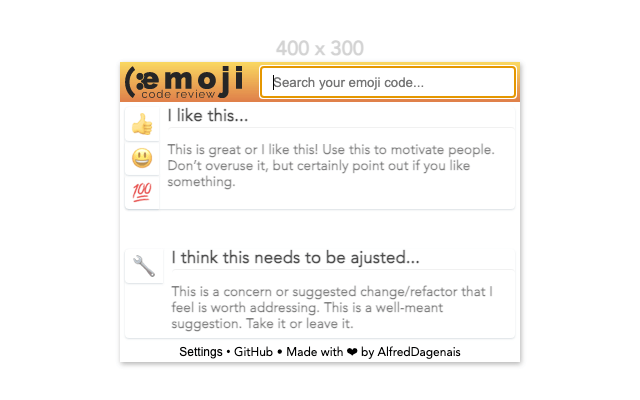 400 x 300
(:emoji
code review
Search your emoji code...
I like this...
This is great or I like this! Use this to motivate people.
Don't overuse it, but certainly point out if you like
something.
💯
I think this needs to be ajusted...
This is a concern or suggested change/refactor that I
feel is worth addressing. This is a well-meant
suggestion. Take it or leave it.
Settings • GitHub • Made with ❤ by AlfredDagenais